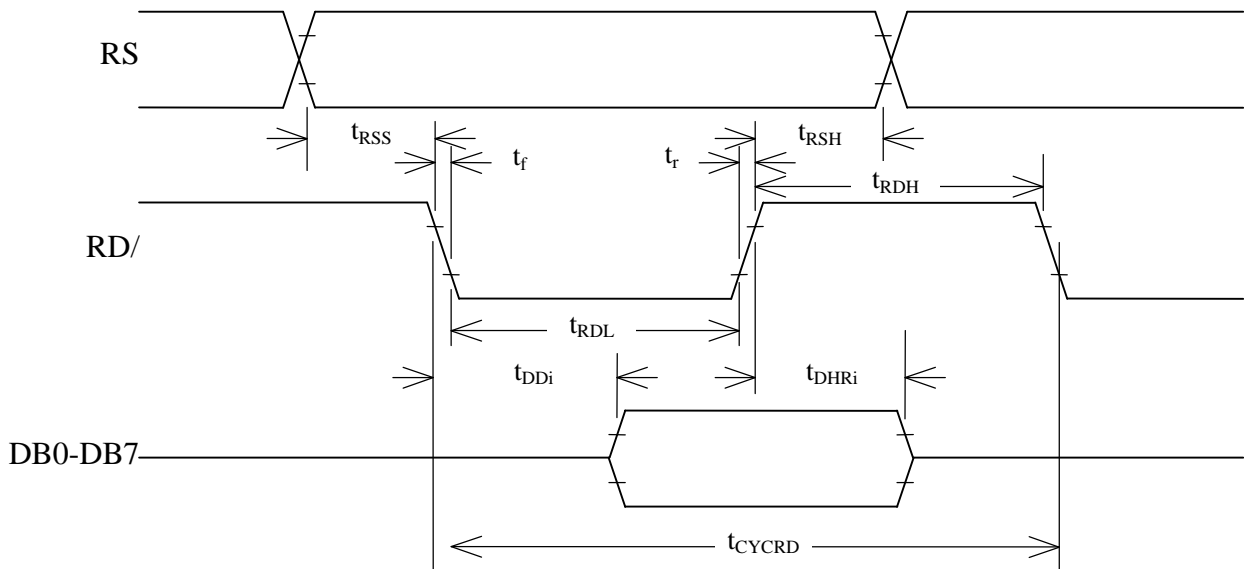 RS
tRSS
tRSH
tf
tr
tRDH
RD/
tRDL
tDDi
tDHRi
DB0-DB7
tCYCRD